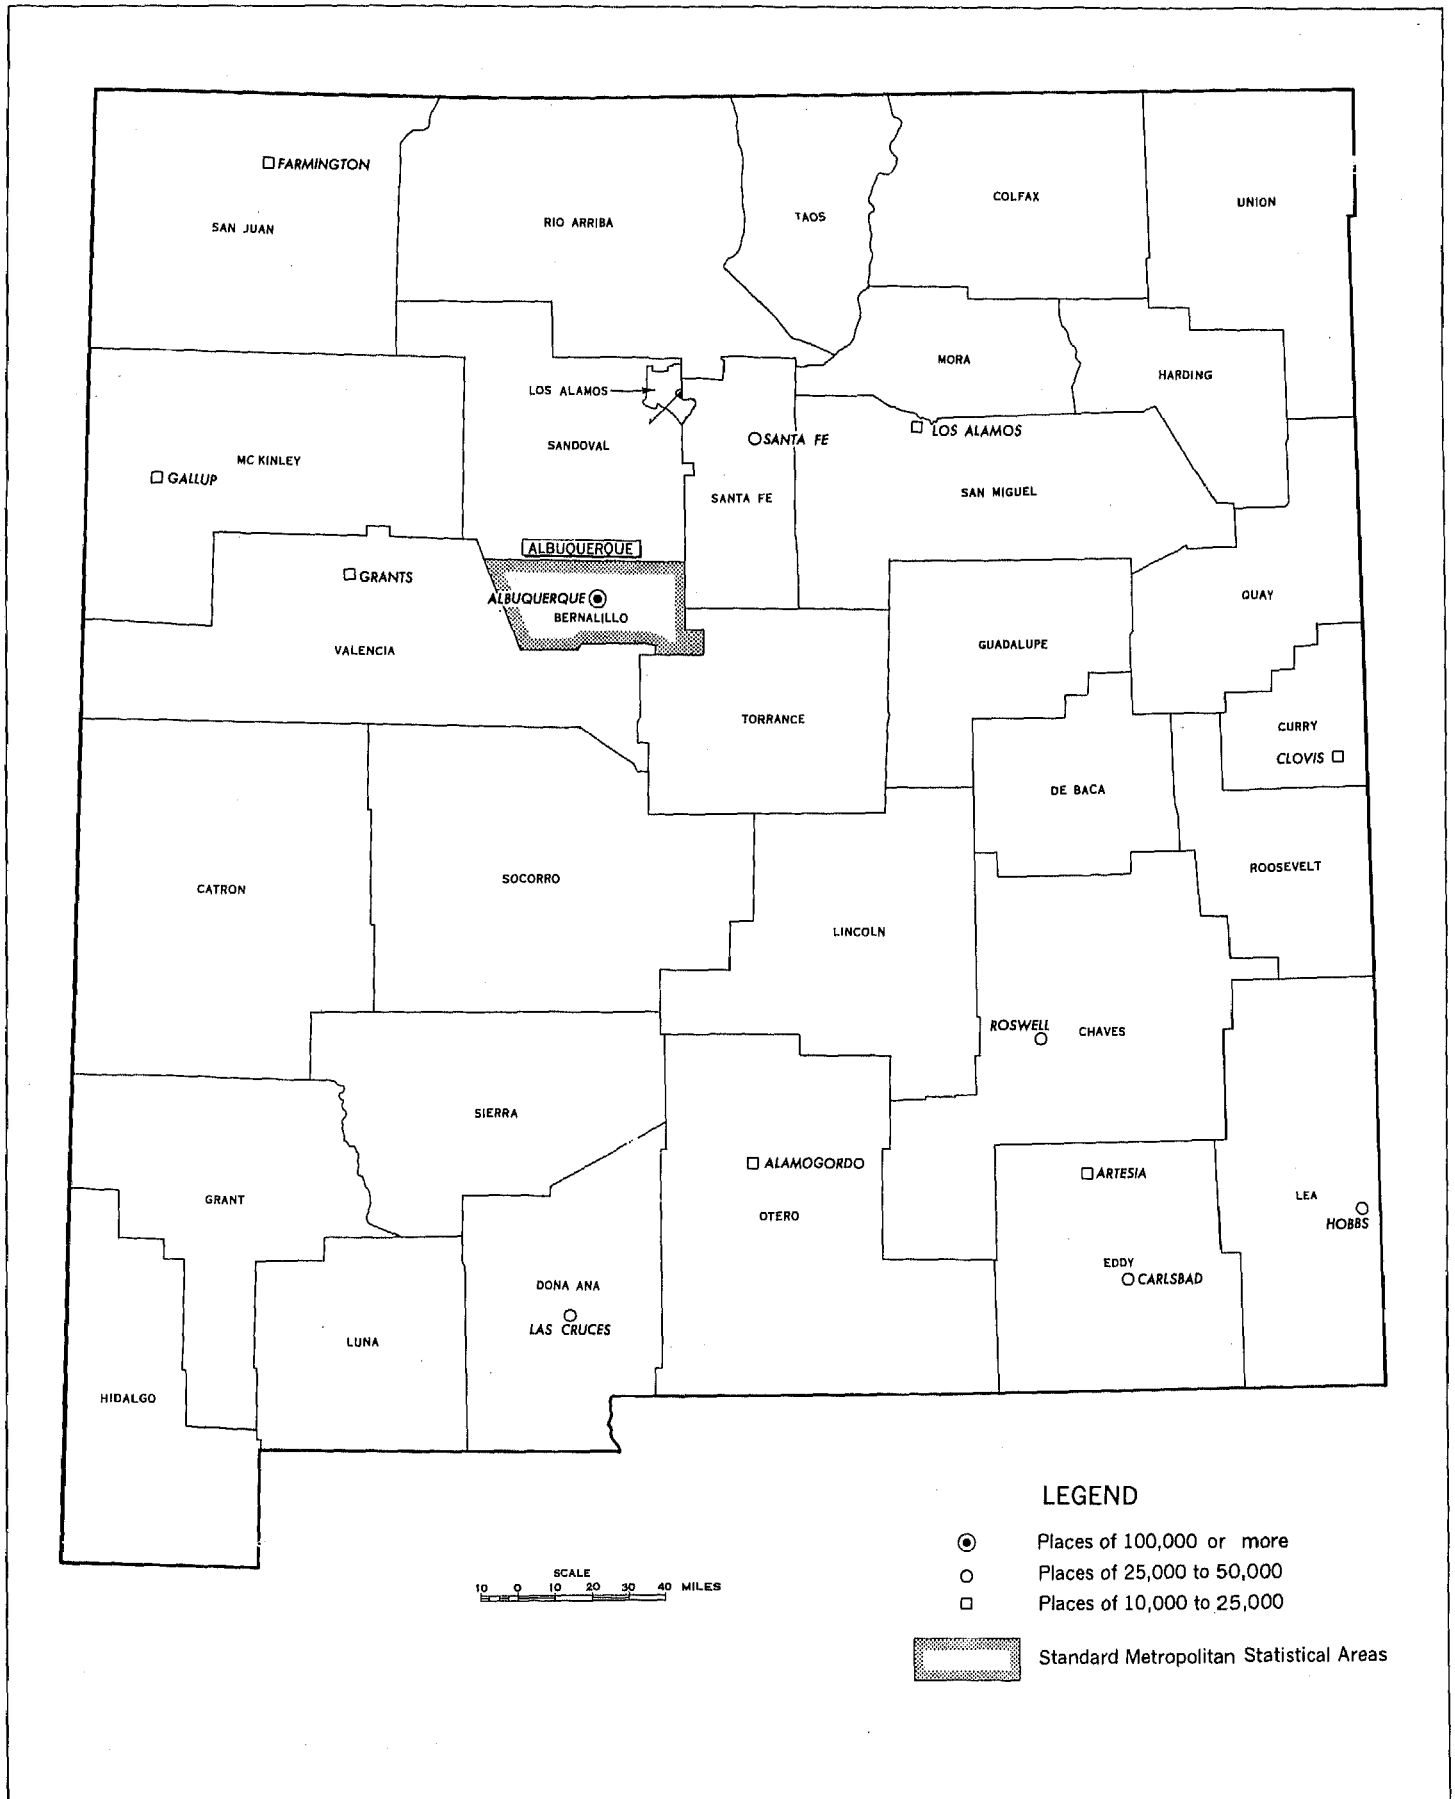 FARMINGTON
SAN JUAN
RIO ARRIBA
TAOS
COLFAX
UNION
MORA
HARDING
LOS ALAMOS
SANDOVAL
SANTA FE
LOS ALAMOS
MC KINLEY
GALLUP
SANTA FE
SAN MIGUEL
ALBUQUERQUE
GRANTS
ALBUQUERQUE
BERNALILLO
QUAY
VALENCIA
GUADALUPE
TORRANCE
CURRY
CLOVIS
DE BACA
CATRON
SOCORRO
ROOSEVELT
LINCOLN
ROSWELL
CHAVES
SIERRA
ALAMOGORDO
ARTESIA
GRANT
OTERO
LEA
HOBBS
EDDY
CARLSBAD
DONA ANA
LAS CRUCES
LUNA
HIDALGO
LEGEND
Places of 100,000 or more
Places of 25,000 to 50,000
Places of 10,000 to 25,000
Standard Metropolitan Statistical Areas
SCALE
10 0 10 20 30 40 MILES